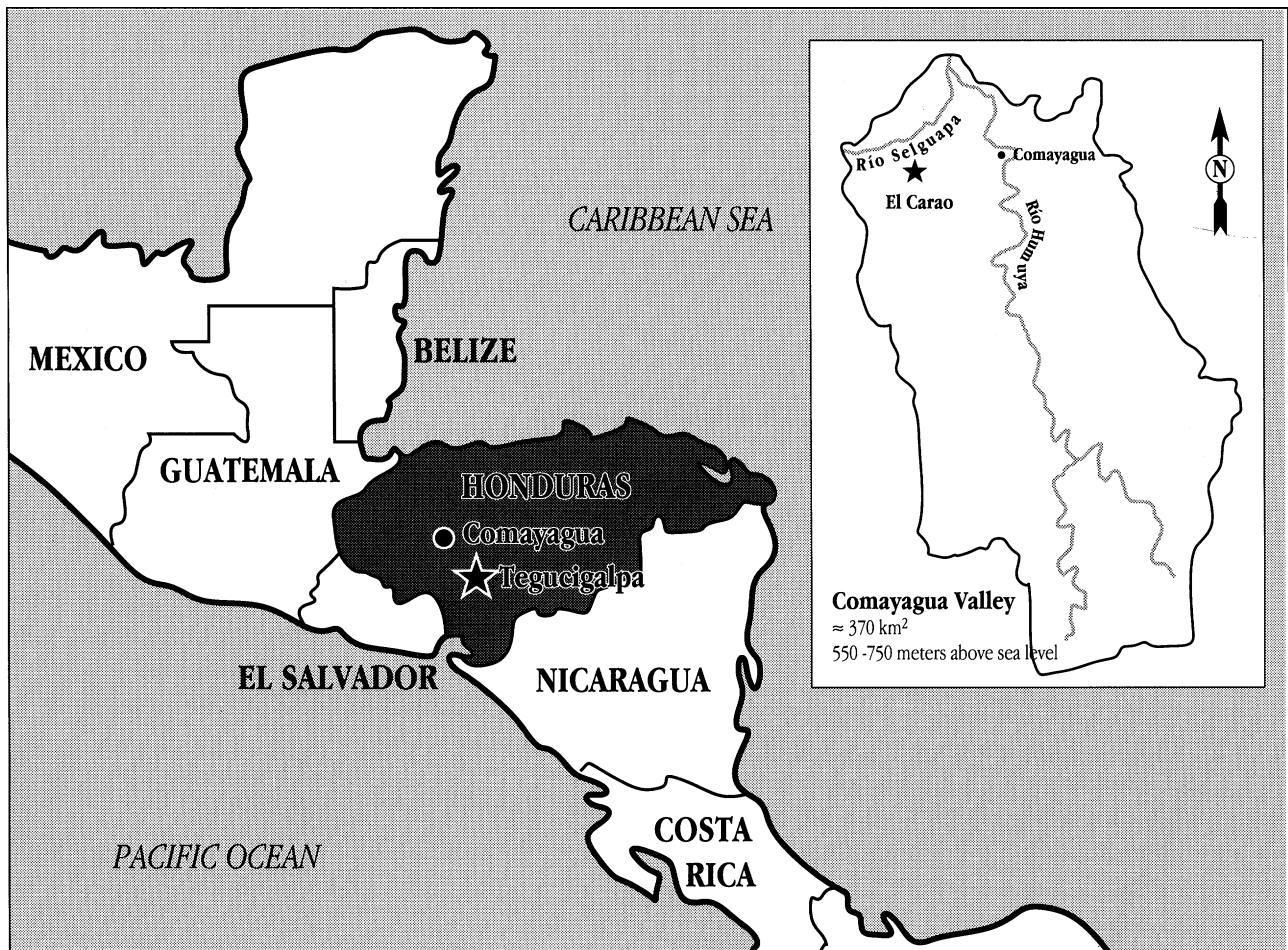 CARIBBEAN SEA
MEXICO
BELIZE
GUATEMALA
HONDURAS
Comayagua
Tegucigalpa
EL SALVADOR
NICARAGUA
COSTA
RICA
PACIFIC OCEAN
Río Selguapa
Comayagua
El Carao
Río Humuya
N
Comayagua Valley
≈ 370 km²
550 -750 meters above sea level